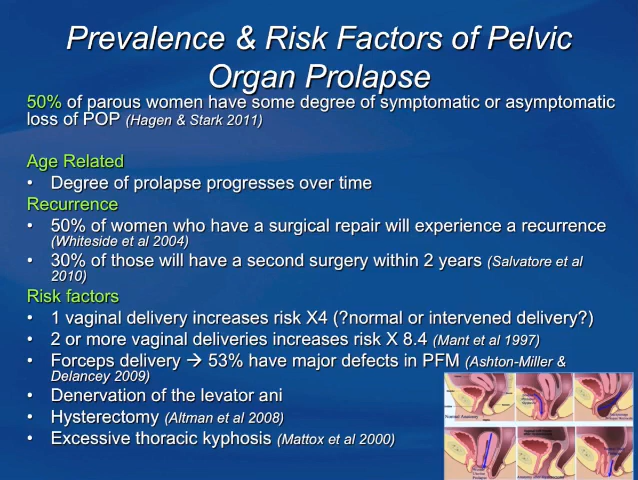 Prevalence & Risk Factors of Pelvic
Organ Prolapse
50% of parous women have some degree of symptomatic or asymptomatic
loss of POP (Hagen & Stark 2011)
Age Related
• Degree of prolapse progresses over time
Recurrence
• 50% of women who have a surgical repair will experience a recurrence
(Whiteside et al 2004)
• 30% of those will have a second surgery within 2 years (Salvatore et al
2010)
Risk factors
• 1 vaginal delivery increases risk X4 (?normal or intervened delivery?)
• 2 or more vaginal deliveries increases risk X 8.4 (Mant et al 1997)
• Forceps delivery → 53% have major defects in PFM (Ashton-Miller &
Delancey 2009)
• Denervation of the levator ani
• Hysterectomy (Altman et al 2008)
• Excessive thoracic kyphosis (Mattox et al 2000)